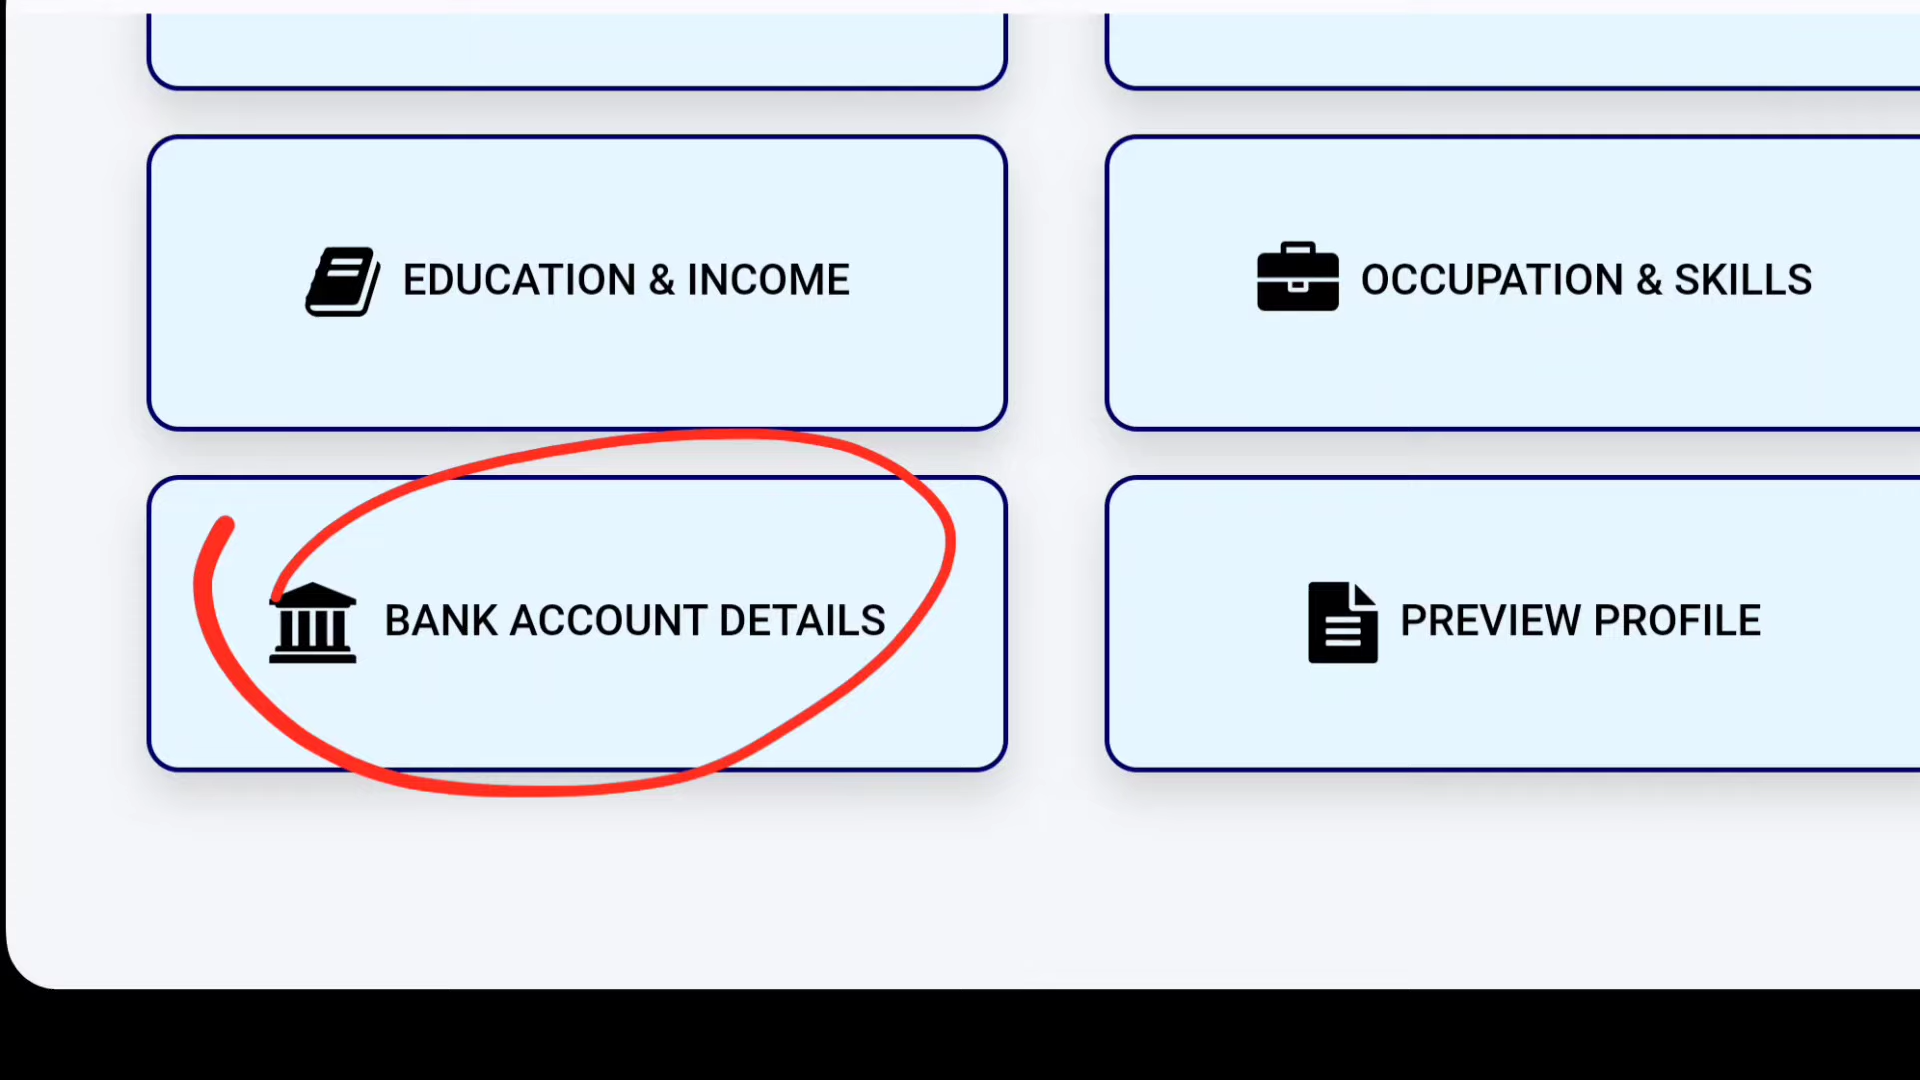 EDUCATION & INCOME
OCCUPATION & SKILLS
BANK ACCOUNT DETAILS
PREVIEW PROFILE